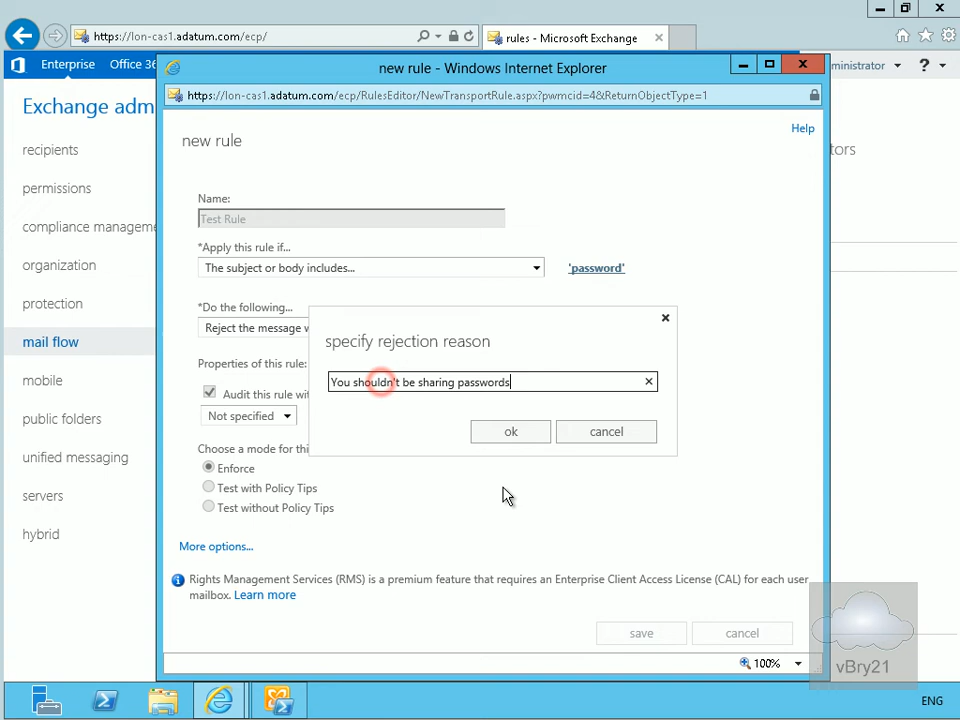 https://lon-cas1.adatum.com/ecp/
rules - Microsoft Exchange
Enterprise Office 36
ministrator
?
new rule - Windows Internet Explorer
https://lon-cas1.adatum.com/ecp/RulesEditor/NewTransportRule.aspx?pwmcid=4&ReturnObjectType=1
Exchange adm
Help
new rule
recipients
permissions
compliance manageme
organization
protection
mail flow
mobile
public folders
unified messaging
servers
hybrid
tors
Name:
Test Rule
*Apply this rule if...
The subject or body includes...
'password'
*Do the following...
Reject the message w
Properties of this rule:
Audit this rule wit
Not specified
Choose a mode for thi
Enforce
Test with Policy Tips
Test without Policy Tips
specify rejection reason
You shouldn't be sharing passwords
ok
cancel
More options...
Rights Management Services (RMS) is a premium feature that requires an Enterprise Client Access License (CAL) for each user
mailbox. Learn more
save
cancel
100%
vBry21
ENG